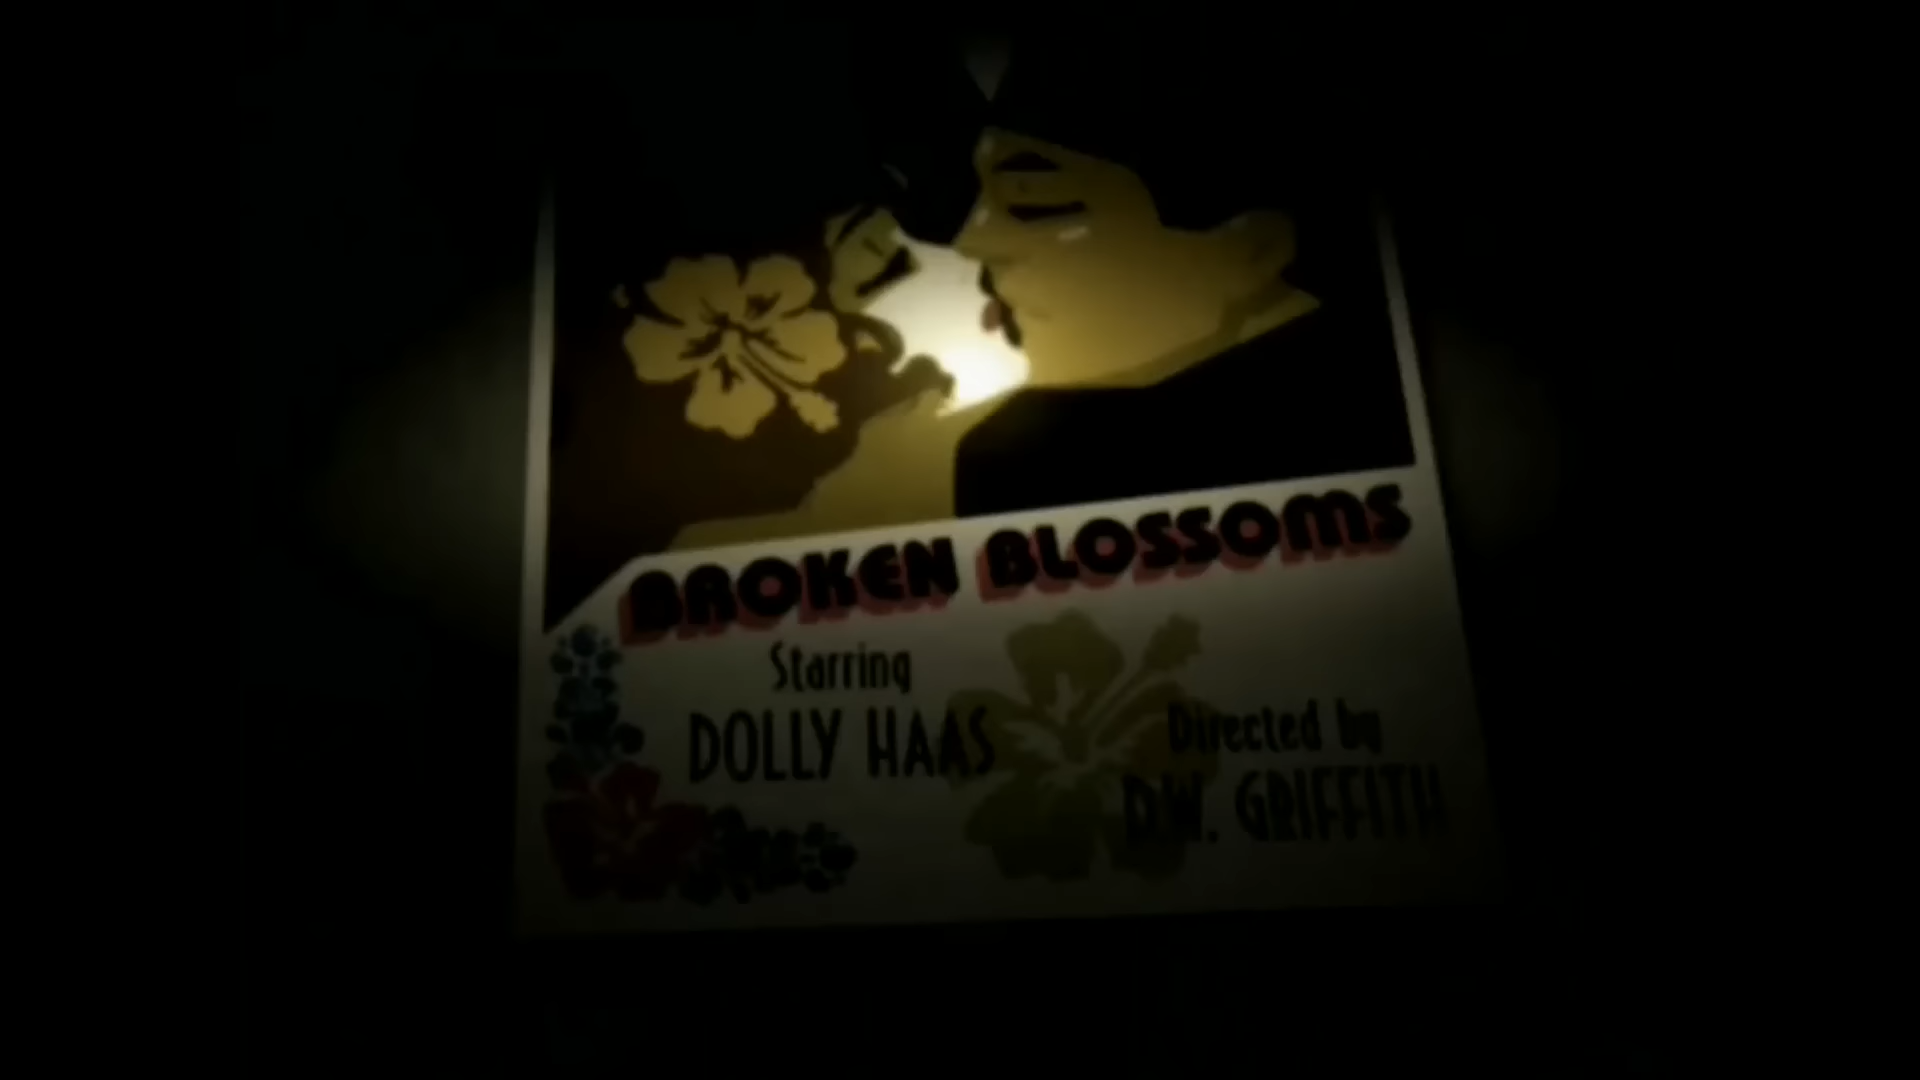 BROKEN BLOSSOMS
Starring
DOLLY HAAS
Directed by
D.W. GRIFFITH